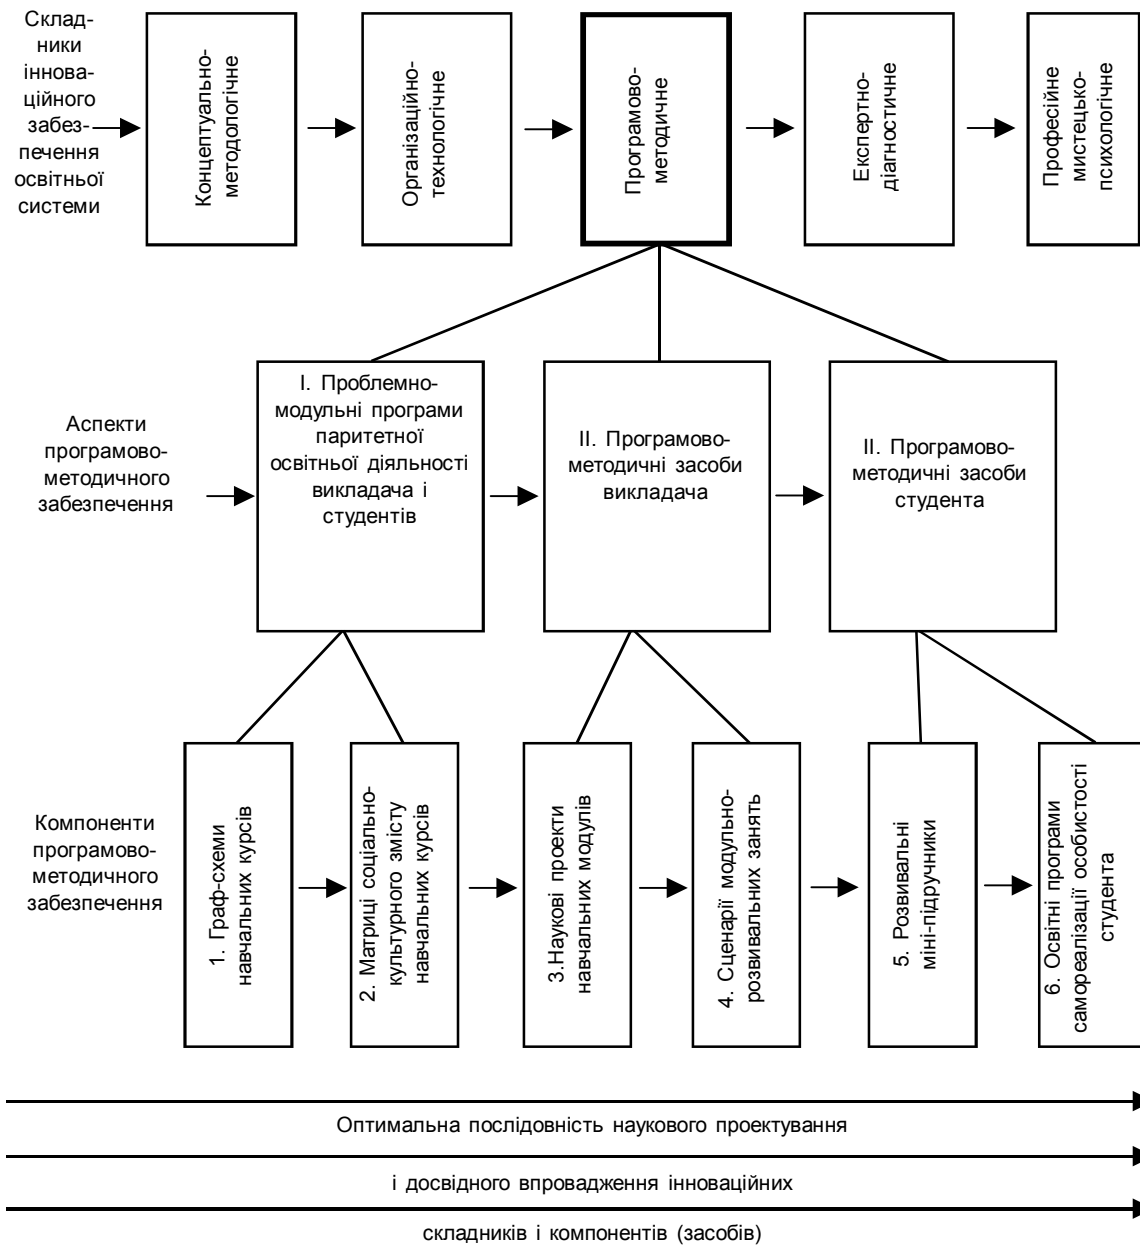 Склад-
ники
іннова-
ційного
забез-
печення
освітньої
системи
Концептуально-
методологічне
Організаційно-
технологічне
Програмово-
методичне
Експертно-
діагностичне
Професійне
мистецько-
психологічне
Аспекти
програмово-
методичного
забезпечення
I. Проблемно-
модульні програми
паритетної
освітньої діяльності
викладача і
студентів
II. Програмово-
методичні засоби
викладача
II. Програмово-
методичні засоби
студента
Компоненти
програмово-
методичного
забезпечення
1. Граф-схеми
навчальних курсів
2. Матриці соціально-
культурного змісту
навчальних курсів
3.Наукові проекти
навчальних модулів
4. Сценарії модульно-
розвивальних занять
5. Розвивальні
міні-підручники
6. Освітні програми
самореалізації особистості
студента
Оптимальна послідовність наукового проектування
і досвідного впровадження інноваційних
складників і компонентів (засобів)